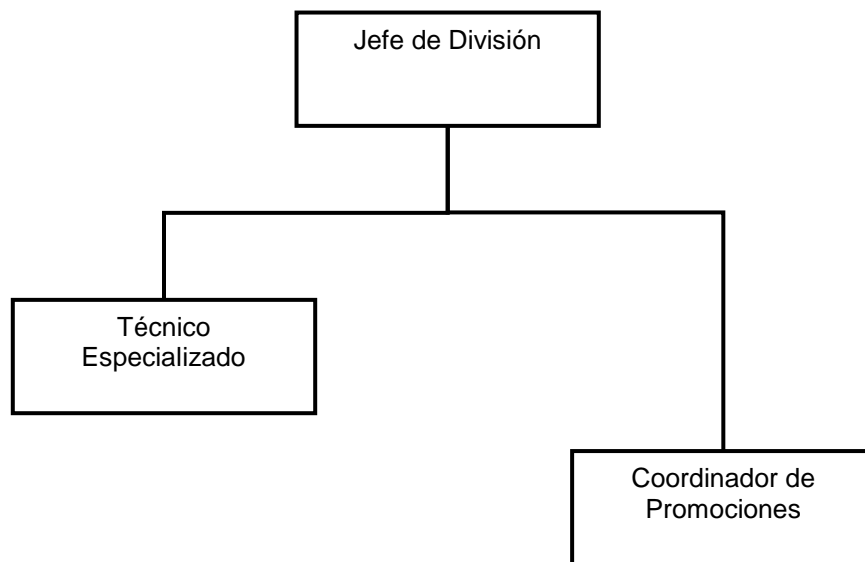 Jefe de División
Técnico
Especializado
Coordinador de
Promociones